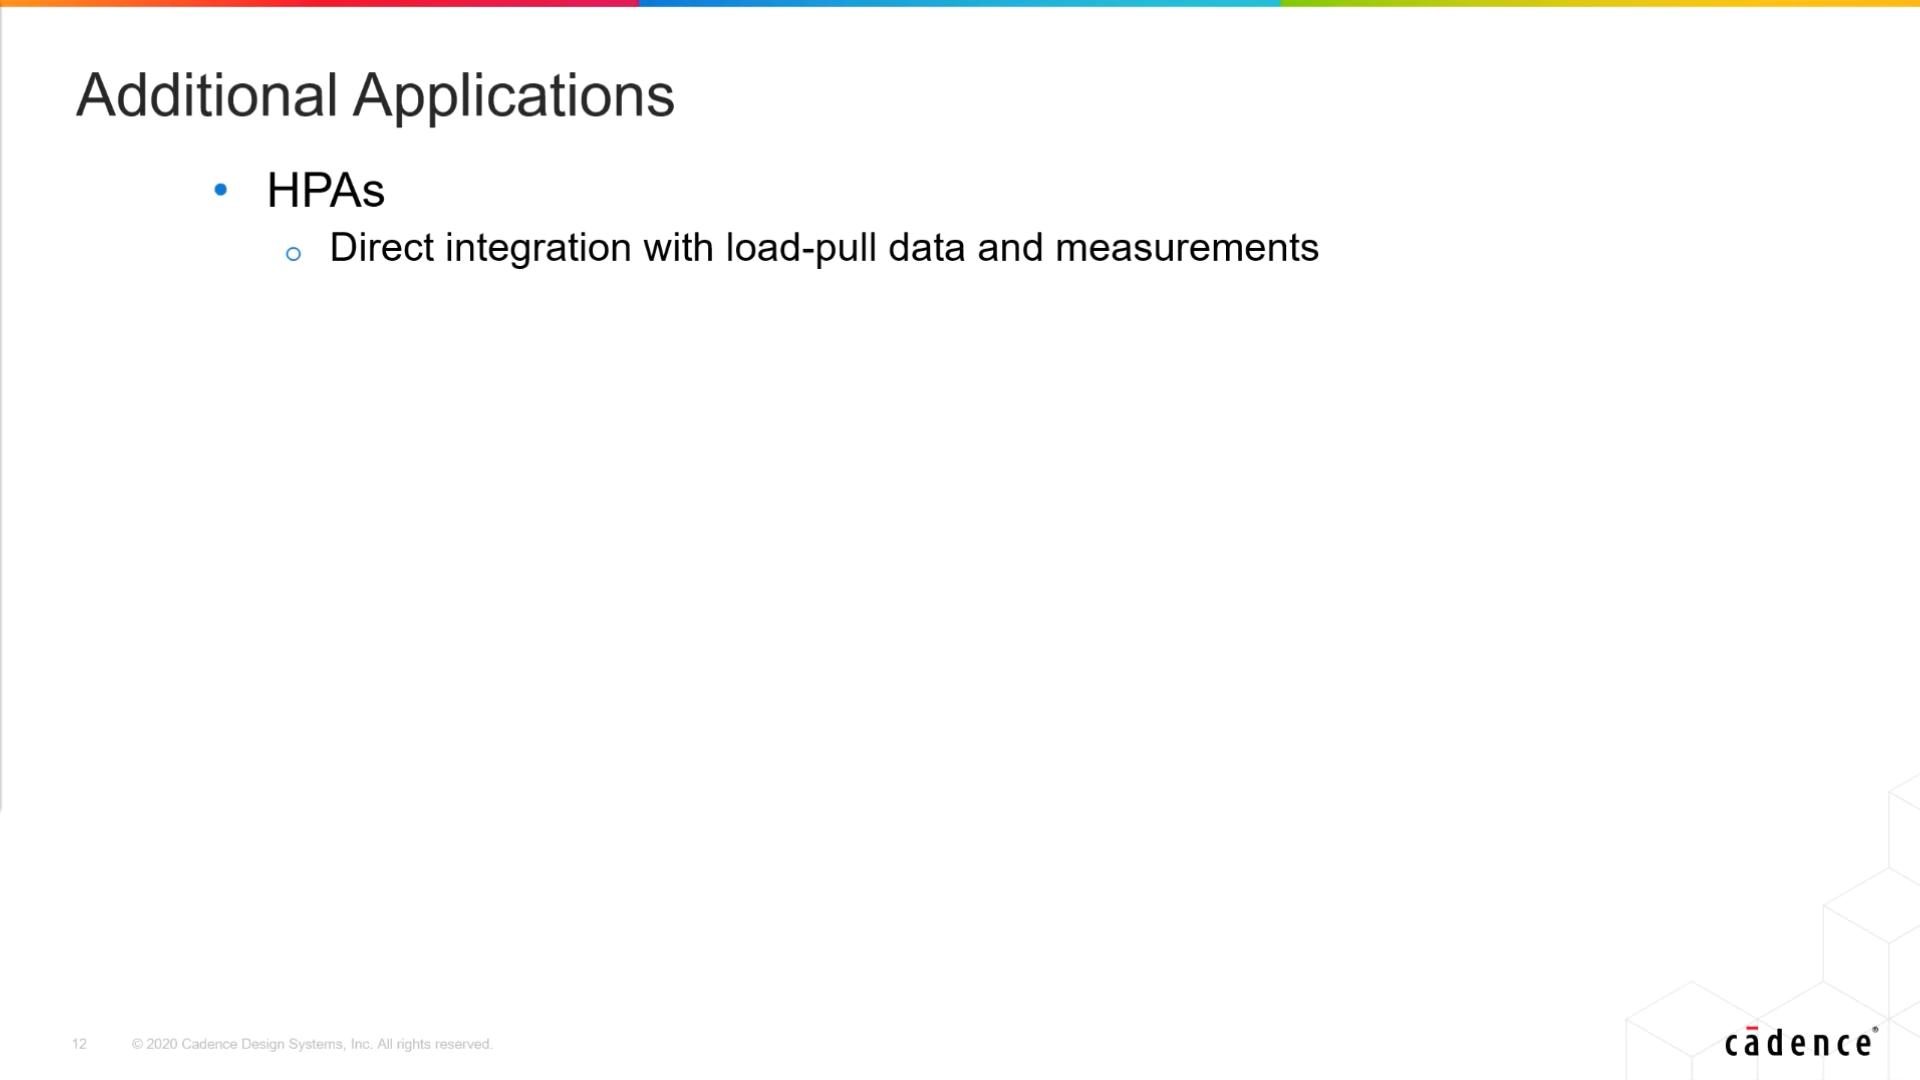 Additional Applications
• HPAs
○ Direct integration with load-pull data and measurements
12 © 2020 Cadence Design Systems, Inc. All rights reserved.
cādence®